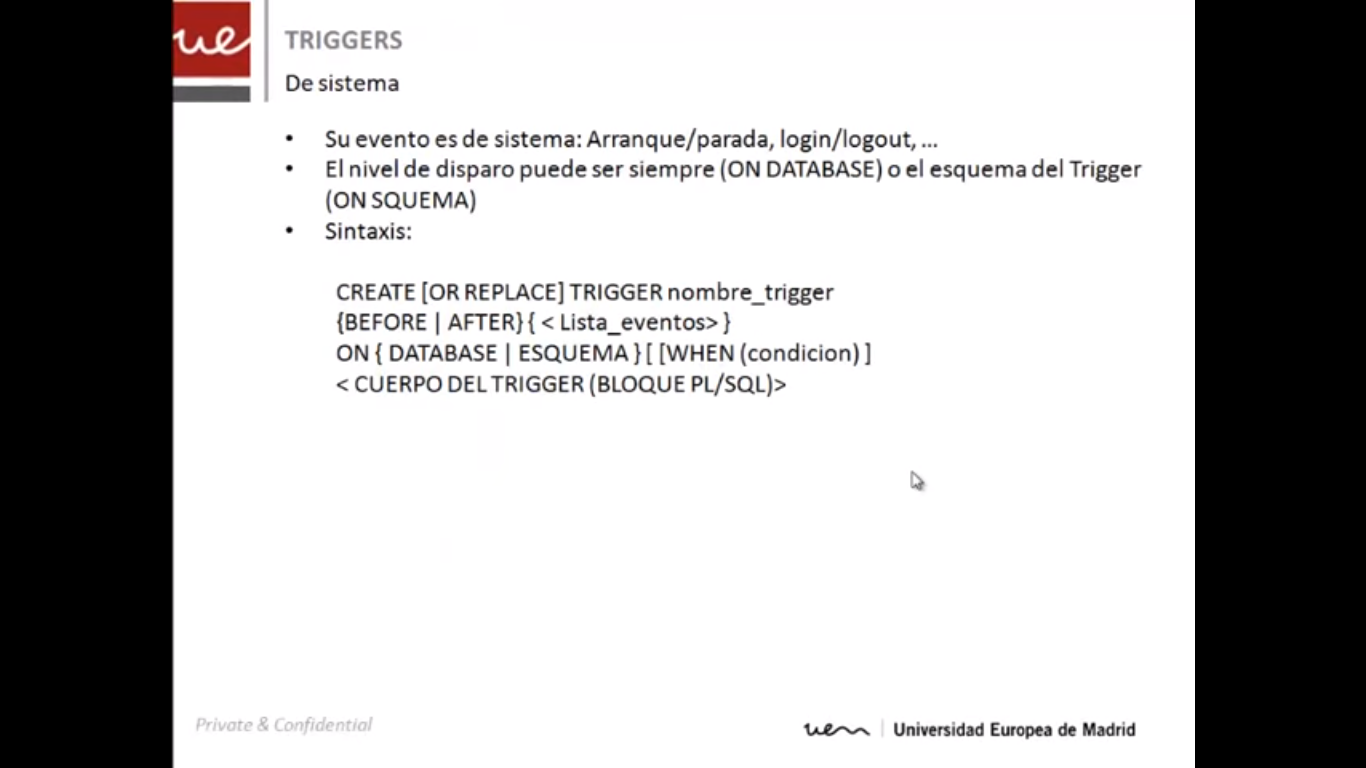 ue
TRIGGERS
De sistema
• Su evento es de sistema: Arranque/parada, login/logout, ...
• El nivel de disparo puede ser siempre (ON DATABASE) o el esquema del Trigger
(ON SQUEMA)
• Sintaxis:
CREATE [OR REPLACE] TRIGGER nombre_trigger
{BEFORE | AFTER} { < Lista_eventos> }
ON { DATABASE | ESQUEMA } [ [WHEN (condicion) ]
< CUERPO DEL TRIGGER (BLOQUE PL/SQL)>
Private & Confidential
uem | Universidad Europea de Madrid